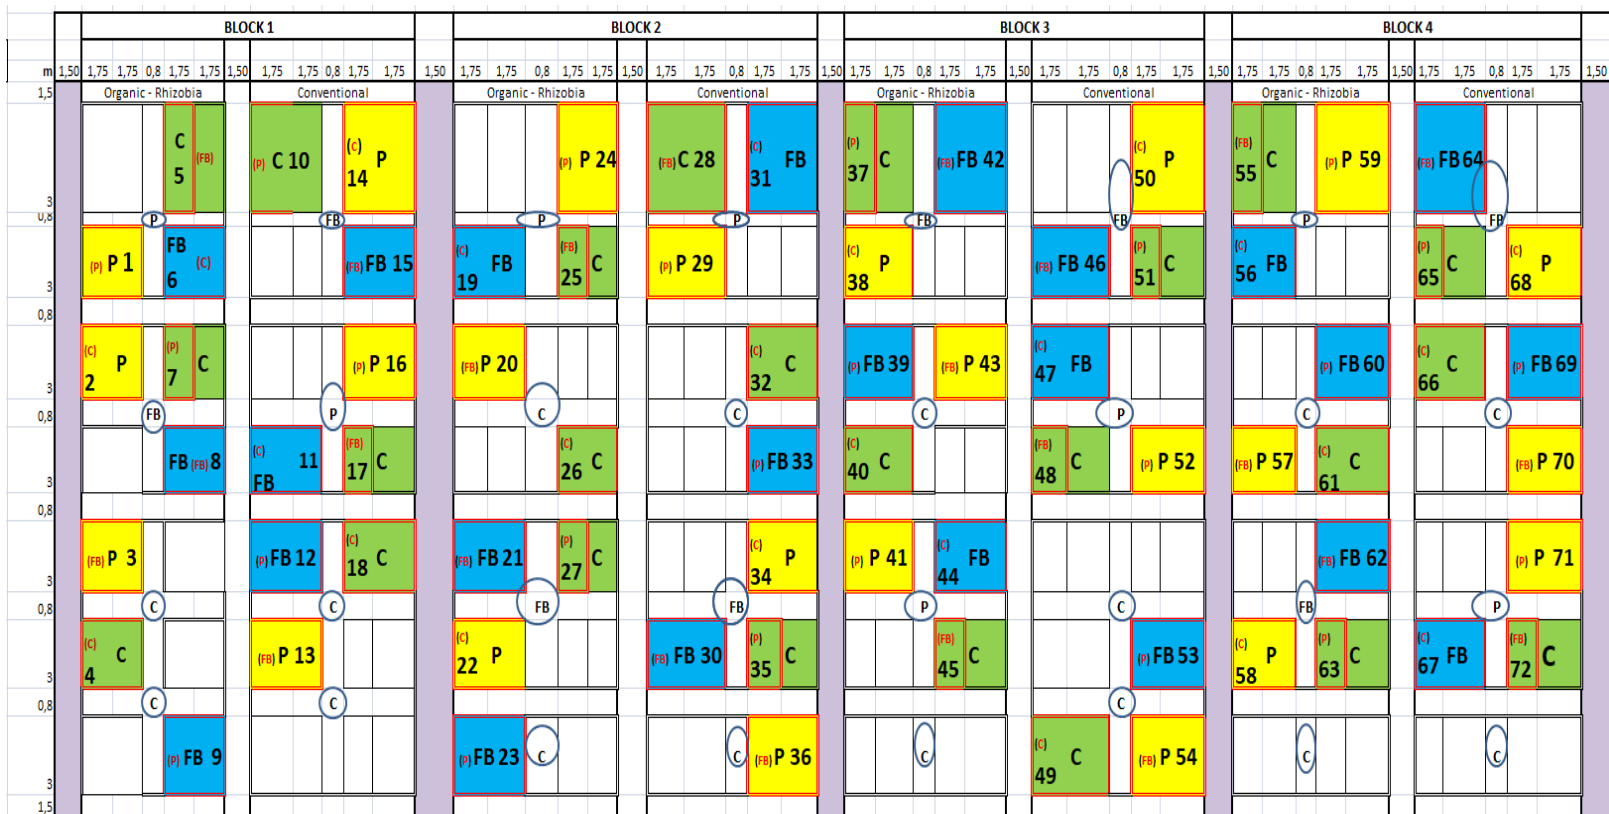 BLOCK 1 BLOCK 2 BLOCK 3 BLOCK 4
m 1,50 1,75 1,75 0,8 1,75 1,75 1,50 1,75 1,75 0,8 1,75 1,75 1,50 1,75 1,75 0,8 1,75 1,75 1,50 1,75 1,75 0,8 1,75 1,75 1,50 1,75 1,75 0,8 1,75 1,75 1,50 1,75 1,75 0,8 1,75 1,75 1,50 1,75 1,75 0,8 1,75 1,75 1,50 1,75 1,75 0,8 1,75 1,75 1,50
1,5 Organic - Rhizobia Conventional Organic - Rhizobia Conventional Organic - Rhizobia Conventional Organic - Rhizobia Conventional
3 C 5 (FB) (P) C 10 (C) P 14 (P) P 24 (FB) C 28 (C) FB 31 (P) 37 C (FB) FB 42 (C) P 50 (FB) 55 C (P) P 59 (FB) FB 64
0,8 P FB P P FB FB P FB
3 (P) P 1 FB 6 (C) (FB) FB 15 (C) FB 19 (FB) 25 C (P) P 29 (C) P 38 (FB) FB 46 (P) 51 C (C) 56 FB (P) 65 C (C) P 68
0,8
3 (C) P 2 (P) 7 C (P) P 16 (FB) P 20 (C) C 32 (P) FB 39 (FB) P 43 (C) 47 FB (P) FB 60 (C) C 66 (P) FB 69
0,8 FB P C C C P C C
3 FB (FB) 8 (C) 11 FB (FB) 17 C (C) 26 C (P) FB 33 (C) 40 C (FB) 48 C (P) P 52 (FB) P 57 (C) C 61 (FB) P 70
0,8
3 (FB) P 3 (P) FB 12 (C) 18 C (FB) FB 21 (P) 27 C (C) P 34 (P) P 41 (C) FB 44 (FB) FB 62 (P) P 71
0,8 C C FB FB P C FB P
3 (C) C 4 (FB) P 13 (C) 22 P (FB) FB 30 (P) 35 C (FB) 45 C (P) FB 53 (C) P 58 (P) 63 C (C) 67 FB (FB) 72 C
0,8 C C C
3 (P) FB 9 (P) FB 23 C C (FB) P 36 C (C) C 49 (FB) P 54 C C
1,5